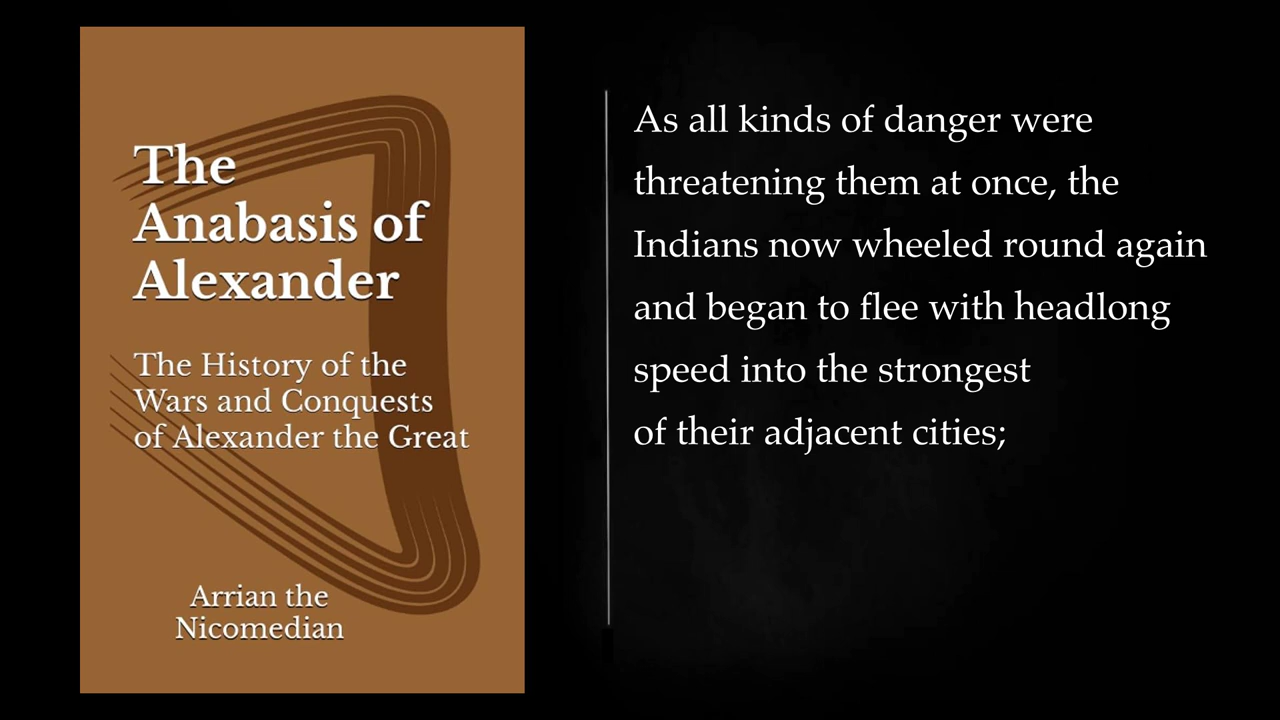 The
Anabasis of
Alexander
The History of the
Wars and Conquests
of Alexander the Great
Arrian the
Nicomedian
As all kinds of danger were
threatening them at once, the
Indians now wheeled round again
and began to flee with headlong
speed into the strongest
of their adjacent cities;